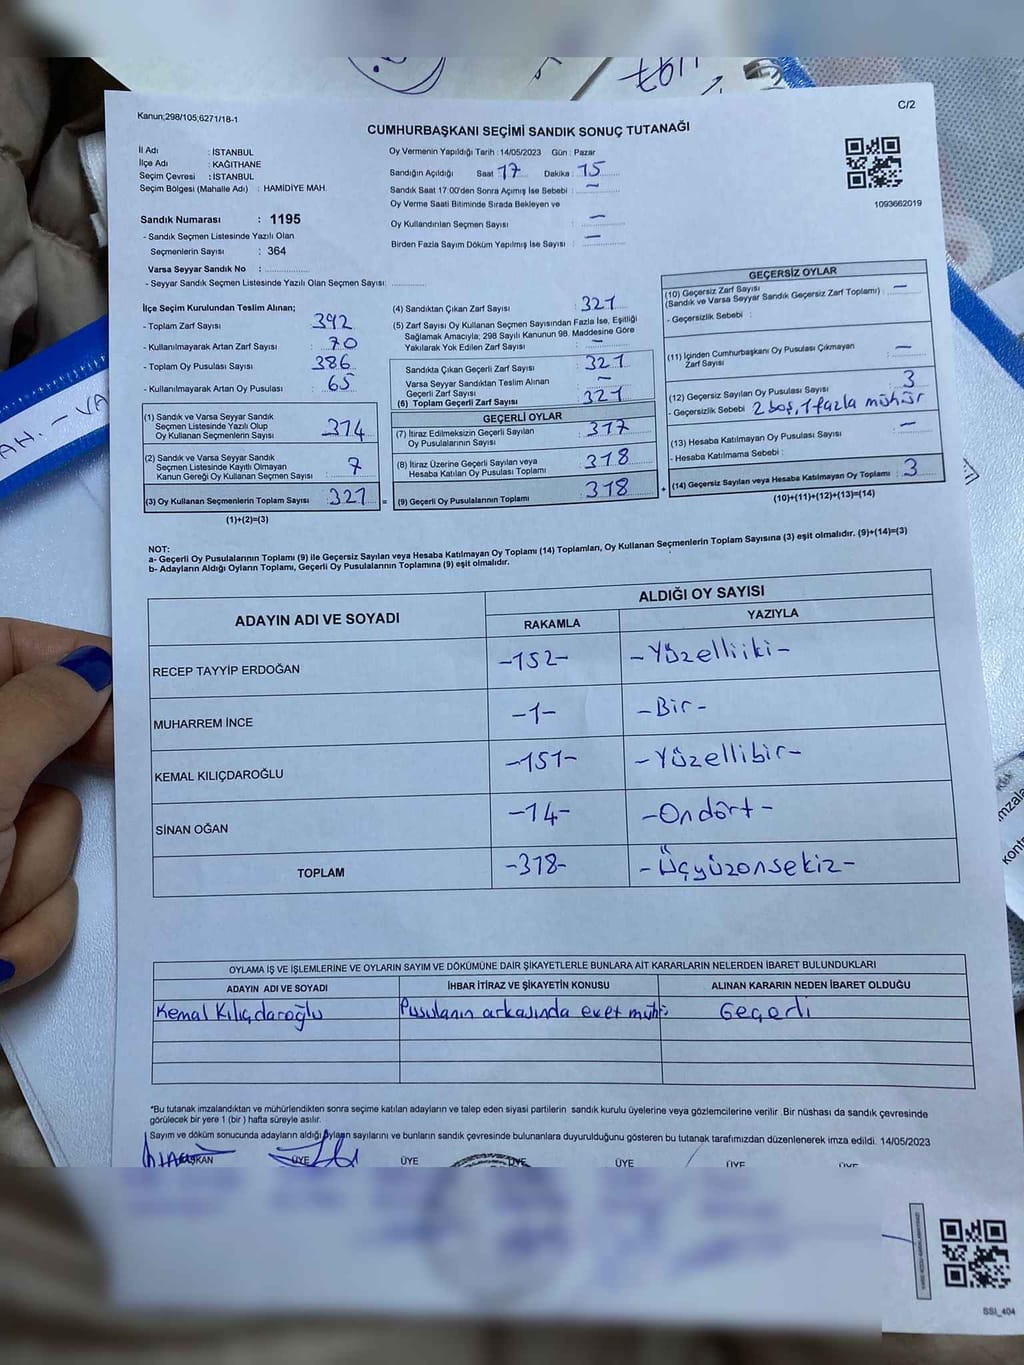 Kanun;298/105;6271/18-1
C/2
CUMHURBAŞKANI SEÇİMİ SANDIK SONUÇ TUTANAĞI
İl Adı : İSTANBUL
İlçe Adı : KAĞITHANE
Seçim Çevresi : İSTANBUL
Seçim Bölgesi (Mahalle Adı) : HAMİDİYE MAH.
Sandık Numarası : 1195
- Sandık Seçmen Listesinde Yazılı Olan
Seçmenlerin Sayısı : 364
Varsa Seyyar Sandık No :
- Seyyar Sandık Seçmen Listesinde Yazılı Olan Seçmen Sayısı:
Oy Vermenin Yapıldığı Tarih : 14/05/2023 Gün : Pazar
Sandığın Açıldığı Saat 17 Dakika : 15
Sandık Saat 17:00'den Sonra Açımış İse Sebebi : –
Oy Verme Saati Bitiminde Sırada Bekleyen ve
Oy Kullandırılan Seçmen Sayısı : –
Birden Fazla Sayım Döküm Yapılmış İse Sayısı : –
1093662019
İlçe Seçim Kurulundan Teslim Alınan;
- Toplam Zarf Sayısı : 392
- Kullanılmayarak Artan Zarf Sayısı : 70
- Toplam Oy Pusulası Sayısı : 386
- Kullanılmayarak Artan Oy Pusulası : 65
(1) Sandık ve Varsa Seyyar Sandık
Seçmen Listesinde Yazılı Olup
Oy Kullanan Seçmenlerin Sayısı : 314
(2) Sandık ve Varsa Seyyar Sandık
Seçmen Listesinde Kayıtlı Olmayan
Kanun Gereği Oy Kullanan Seçmen Sayısı : 7
(3) Oy Kullanan Seçmenlerin Toplam Sayısı : 321
(1)+(2)=(3)
(4) Sandıktan Çıkan Zarf Sayısı : 321
(5) Zarf Sayısı Oy Kullanan Seçmen Sayısından Fazla İse, Eşitliği
Sağlamak Amacıyla; 298 Sayılı Kanunun 98. Maddesine Göre
Yakılarak Yok Edilen Zarf Sayısı : –
Sandıkta Çıkan Geçerli Zarf Sayısı : 321
Varsa Seyyar Sandıktan Teslim Alınan
Geçerli Zarf Sayısı : –
(6) Toplam Geçerli Zarf Sayısı : 321
GEÇERLİ OYLAR
(7) İtiraz Edilmeksizin Geçerli Sayılan
Oy Pusulalarının Sayısı : 317
(8) İtiraz Üzerine Geçerli Sayılan veya
Hesaba Katılan Oy Pusulası Toplamı : 318
= (9) Geçerli Oy Pusulalarının Toplamı : 318 +
GEÇERSİZ OYLAR
(10) Geçersiz Zarf Sayısı
(Sandık ve Varsa Seyyar Sandık Geçersiz Zarf Toplamı) : –
- Geçersizlik Sebebi :
(11) İçinden Cumhurbaşkanı Oy Pusulası Çıkmayan
Zarf Sayısı : –
(12) Geçersiz Sayılan Oy Pusulası Sayısı : 3
- Geçersizlik Sebebi : 2 boş, 1 fazla mühür
(13) Hesaba Katılmayan Oy Pusulası Sayısı : –
- Hesaba Katılmama Sebebi :
(14) Geçersiz Sayılan veya Hesaba Katılmayan Oy Toplamı : 3
(10)+(11)+(12)+(13)=(14)
NOT:
a- Geçerli Oy Pusulalarının Toplamı (9) ile Geçersiz Sayılan veya Hesaba Katılmayan Oy Toplamı (14) Toplamları, Oy Kullanan Seçmenlerin Toplam Sayısına (3) eşit olmalıdır. (9)+(14)=(3)
b- Adayların Aldığı Oyların Toplamı, Geçerli Oy Pusulalarının Toplamına (9) eşit olmalıdır.
ADAYIN ADI VE SOYADI
ALDIĞI OY SAYISI
RAKAMLA YAZIYLA
RECEP TAYYİP ERDOĞAN -152- -Yüzelliiki-
MUHARREM İNCE -1- -Bir-
KEMAL KILIÇDAROĞLU -151- -Yüzellibir-
SİNAN OĞAN -14- -Ondört-
TOPLAM -318- -Üçyüzonsekiz-
OYLAMA İŞ VE İŞLEMLERİNE VE OYLARIN SAYIM VE DÖKÜMÜNE DAİR ŞİKAYETLERLE BUNLARA AİT KARARLARIN NELERDEN İBARET BULUNDUKLARI
ADAYIN ADI VE SOYADI İHBAR İTİRAZ VE ŞİKAYETİN KONUSU ALINAN KARARIN NEDEN İBARET OLDUĞU
Kemal Kılıçdaroğlu Pusulanın arkasında evet mühr Geçerli
*Bu tutanak imzalandıktan ve mühürlendikten sonra seçime katılan adayların ve talep eden siyasi partilerin sandık kurulu üyelerine veya gözlemcilerine verilir. Bir nüshası da sandık çevresinde
görülecek bir yere 1 (bir ) hafta süreyle asılır.
Sayım ve döküm sonucunda adayların aldığı oyların sayılarını ve bunların sandık çevresinde bulunanlara duyurulduğunu gösteren bu tutanak tarafımızdan düzenlenerek imza edildi. 14/05/2023
BAŞKAN ÜYE ÜYE ÜYE ÜYE ÜYE ÜYE
SSI_404